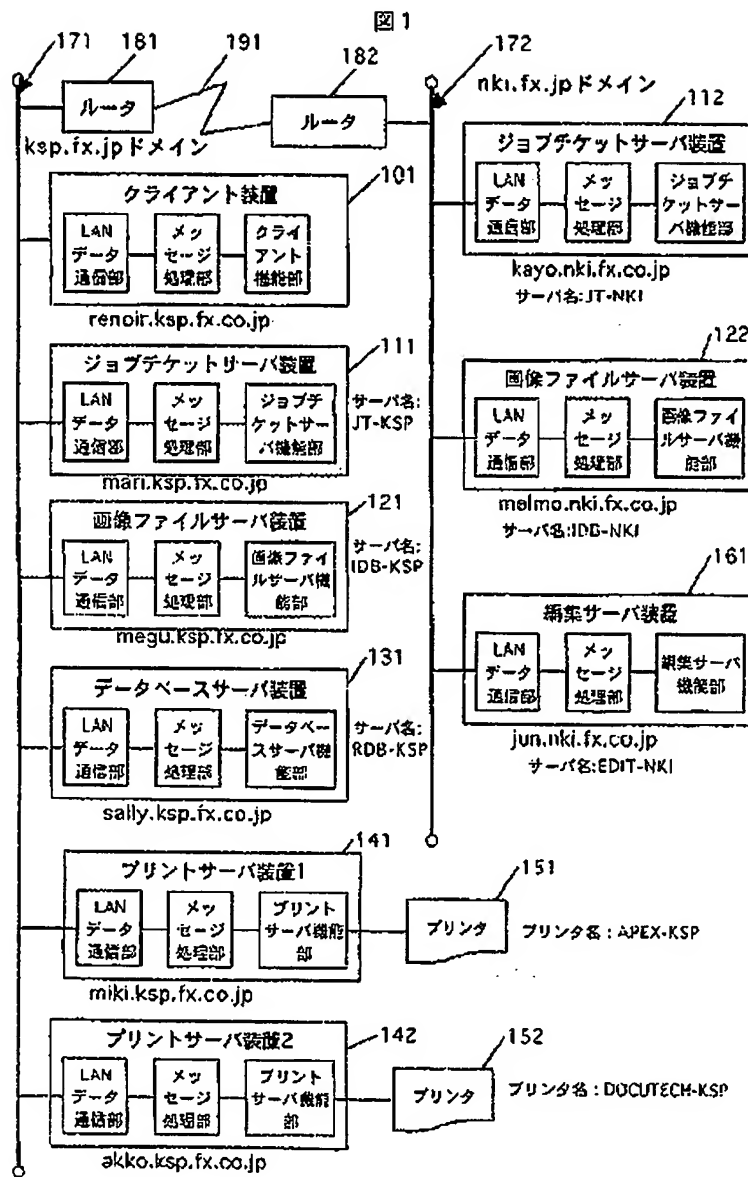 図1
171
181
191
182
172
nki.fx.jpドメイン
ルータ
ルータ
ksp.fx.jpドメイン
112
ジョブチケットサーバ装置
LAN
データ
通信部
メッ
セージ
処理部
ジョブチ
ケットサー
バ機能部
kayo.nki.fx.co.jp
サーバ名:JT-NKI
101
クライアント装置
LAN
データ
通信部
メッ
セージ
処理部
クライ
アント
機能部
renoir.ksp.fx.co.jp
111
ジョブチケットサーバ装置
LAN
データ
通信部
メッ
セージ
処理部
ジョブチ
ケットサー
バ機能部
サーバ名:
JT-KSP
mari.ksp.fx.co.jp
122
画像ファイルサーバ装置
LAN
データ
通信部
メッ
セージ
処理部
画像ファイ
ルサーバ機
能部
melmo.nki.fx.co.jp
サーバ名:IDB-NKI
121
画像ファイルサーバ装置
LAN
データ
通信部
メッ
セージ
処理部
画像ファイ
ルサーバ機
能部
サーバ名:
IDB-KSP
megu.ksp.fx.co.jp
161
編集サーバ装置
LAN
データ
通信部
メッ
セージ
処理部
編集サーバ
機能部
jun.nki.fx.co.jp
サーバ名:EDIT-NKI
131
データベースサーバ装置
LAN
データ
通信部
メッ
セージ
処理部
データベー
スサーバ機
能部
サーバ名:
RDB-KSP
sally.ksp.fx.co.jp
141
プリントサーバ装置1
LAN
データ
通信部
メッ
セージ
処理部
プリント
サーバ機能
部
miki.ksp.fx.co.jp
151
プリンタ
プリンタ名：APEX-KSP
142
プリントサーバ装置2
LAN
データ
通信部
メッ
セージ
処理部
プリント
サーバ機能
部
akko.ksp.fx.co.jp
152
プリンタ
プリンタ名：DOCUTECH-KSP